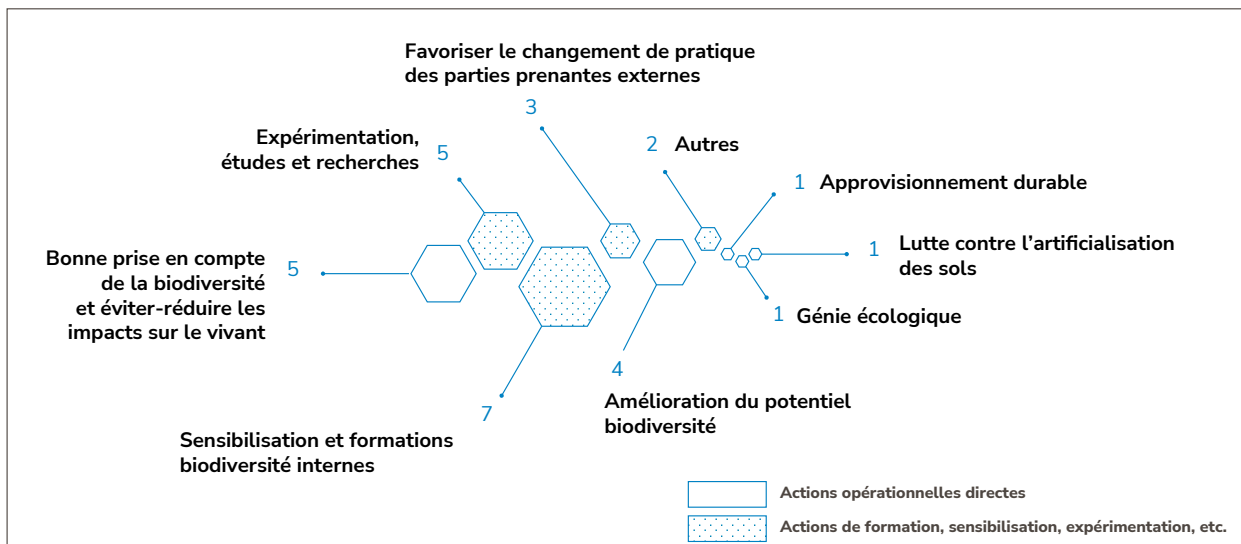 Favoriser le changement de pratique
des parties prenantes externes
3
Expérimentation,
études et recherches
5
2 Autres
1 Approvisionnement durable
Bonne prise en compte
de la biodiversité
et éviter-réduire les
impacts sur le vivant
5
1 Lutte contre l’artificialisation
des sols
1 Génie écologique
4
Amélioration du potentiel
biodiversité
7
Sensibilisation et formations
biodiversité internes
Actions opérationnelles directes
Actions de formation, sensibilisation, expérimentation, etc.